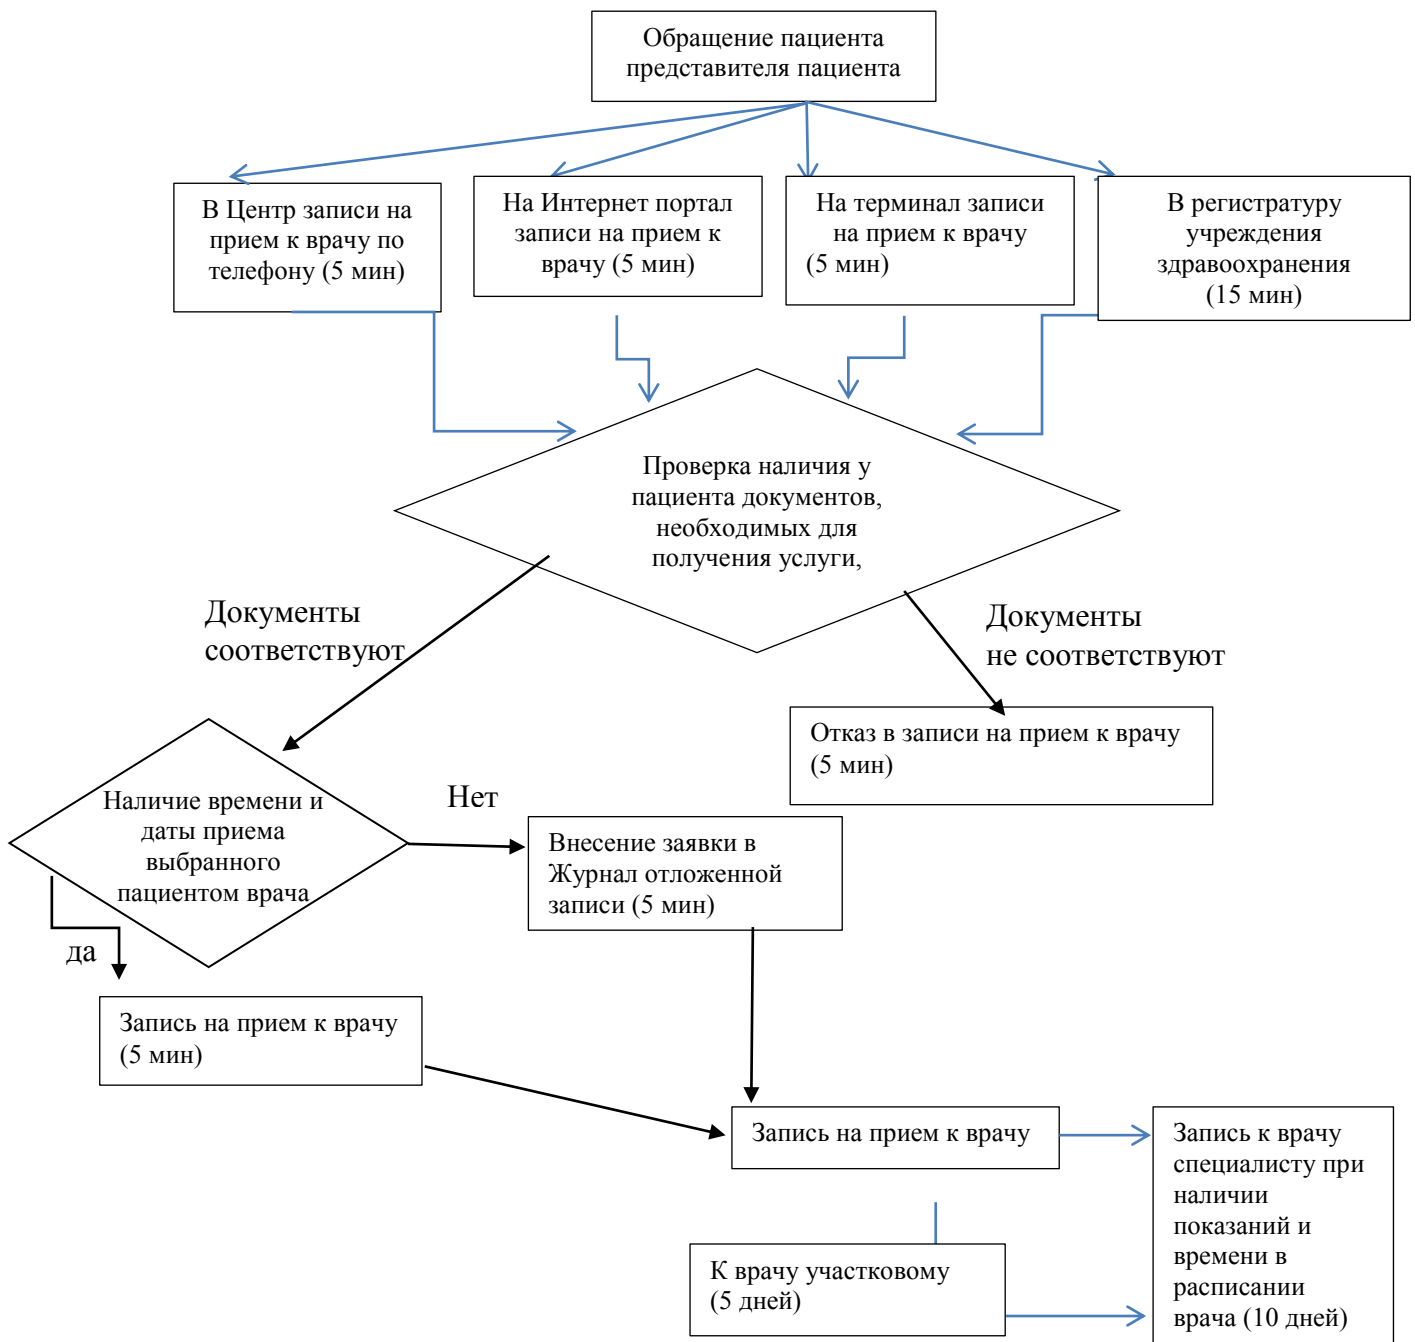 Обращение пациента
представителя пациента
В Центр записи на
прием к врачу по
телефону (5 мин)
На Интернет портал
записи на прием к
врачу (5 мин)
На терминал записи
на прием к врачу
(5 мин)
В регистратуру
учреждения
здравоохранения
(15 мин)
Проверка наличия у
пациента документов,
необходимых для
получения услуги,
Документы
соответствуют
Документы
не соответствуют
Отказ в записи на прием к врачу
(5 мин)
Наличие времени и
даты приема
выбранного
пациентом врача
Нет
Внесение заявки в
Журнал отложенной
записи (5 мин)
да
Запись на прием к врачу
(5 мин)
Запись на прием к врачу
Запись к врачу
специалисту при
наличии
показаний и
времени в
расписании
врача (10 дней)
К врачу участковому
(5 дней)